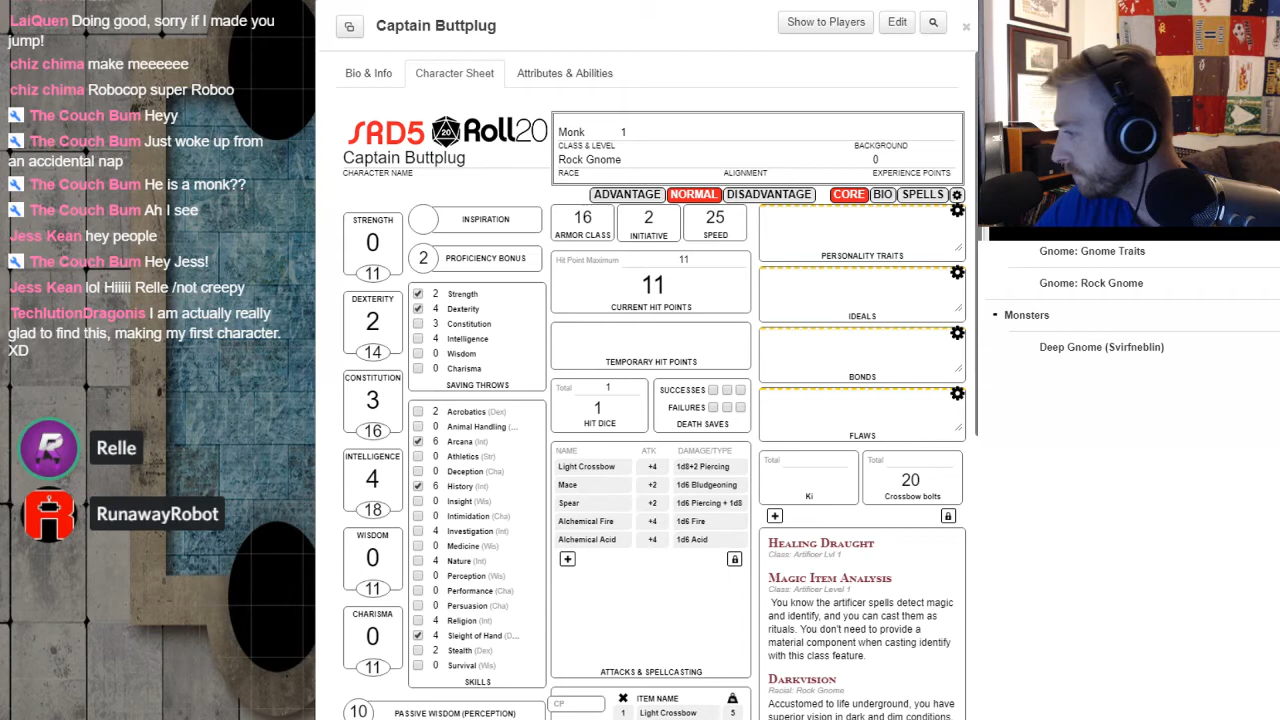 LaiQuen Doing good, sorry if I made you
jump!
chiz chima make meeeeee
chiz chima Robocop super Roboo
The Couch Bum Heyy
The Couch Bum Just woke up from
an accidental nap
The Couch Bum He is a monk??
The Couch Bum Ah I see
Jess Kean hey people
The Couch Bum Hey Jess!
Jess Kean lol Hiiiii Relle /not creepy
TechlutionDragonis I am actually really
glad to find this, making my first character.
XD
Relle
RunawayRobot
Captain Buttplug
Show to Players
Edit
Bio & Info
Character Sheet
Attributes & Abilities
SRD5 20 Roll20
Captain Buttplug
CHARACTER NAME
Monk 1
CLASS & LEVEL BACKGROUND
Rock Gnome 0
RACE ALIGNMENT EXPERIENCE POINTS
ADVANTAGE NORMAL DISADVANTAGE
CORE BIO SPELLS
STRENGTH
0
11
DEXTERITY
2
14
CONSTITUTION
3
16
INTELLIGENCE
4
18
WISDOM
0
11
CHARISMA
0
11
INSPIRATION
2 PROFICIENCY BONUS
2 Strength
4 Dexterity
3 Constitution
4 Intelligence
0 Wisdom
0 Charisma
SAVING THROWS
2 Acrobatics (Dex)
0 Animal Handling (...
6 Arcana (Int)
0 Athletics (Str)
0 Deception (Cha)
6 History (Int)
0 Insight (Wis)
0 Intimidation (Cha)
4 Investigation (Int)
0 Medicine (Wis)
4 Nature (Int)
0 Perception (Wis)
0 Performance (Cha)
0 Persuasion (Cha)
4 Religion (Int)
4 Sleight of Hand (D...
2 Stealth (Dex)
0 Survival (Wis)
SKILLS
10 PASSIVE WISDOM (PERCEPTION)
16
ARMOR CLASS
2
INITIATIVE
25
SPEED
Hit Point Maximum 11
11
CURRENT HIT POINTS
TEMPORARY HIT POINTS
Total 1
1
HIT DICE
SUCCESSES
FAILURES
DEATH SAVES
NAME ATK DAMAGE/TYPE
Light Crossbow +4 1d8+2 Piercing
Mace +2 1d6 Bludgeoning
Spear +2 1d6 Piercing + 1d8
Alchemical Fire +4 1d6 Fire
Alchemical Acid +4 1d6 Acid
+
ATTACKS & SPELLCASTING
CP
ITEM NAME
1 Light Crossbow 5
PERSONALITY TRAITS
IDEALS
BONDS
FLAWS
Total
Ki
Total
20
Crossbow bolts
+
HEALING DRAUGHT
Class: Artificer Lvl 1
MAGIC ITEM ANALYSIS
Class: Artificer Level 1
You know the artificer spells detect magic
and identify, and you can cast them as
rituals. You don't need to provide a
material component when casting identify
with this class feature.
DARKVISION
Racial: Rock Gnome
Accustomed to life underground, you have
superior vision in dark and dim conditions.
Gnome: Gnome Traits
Gnome: Rock Gnome
Monsters
Deep Gnome (Svirfneblin)